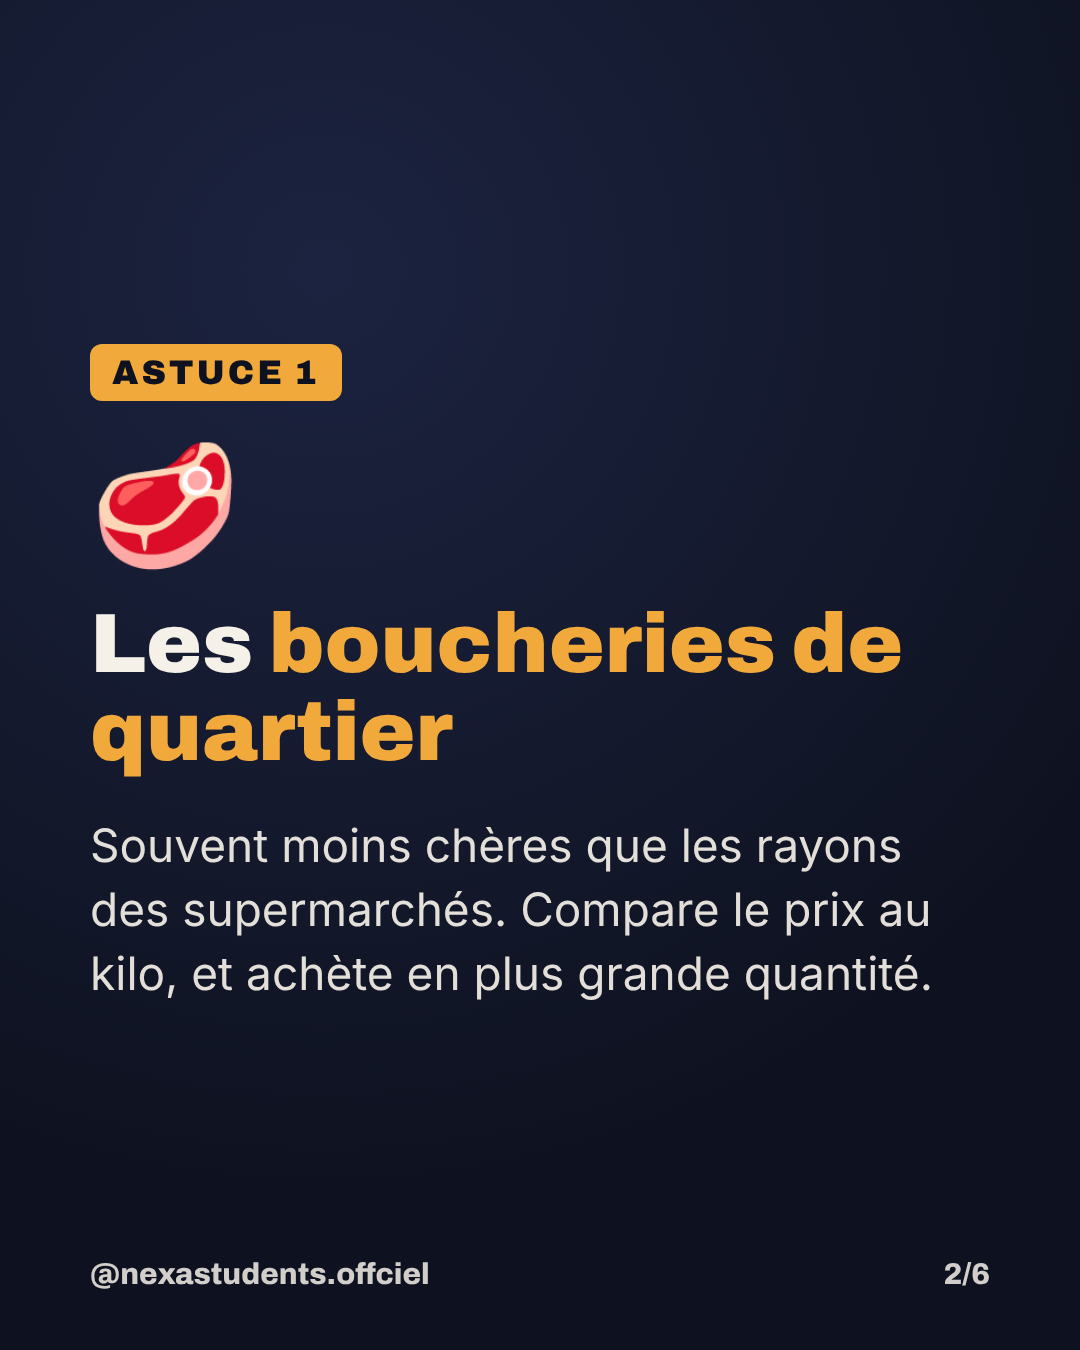 ASTUCE 1
Les boucheries de
quartier
Souvent moins chères que les rayons
des supermarchés. Compare le prix au
kilo, et achète en plus grande quantité.
@nexastudents.offciel
2/6